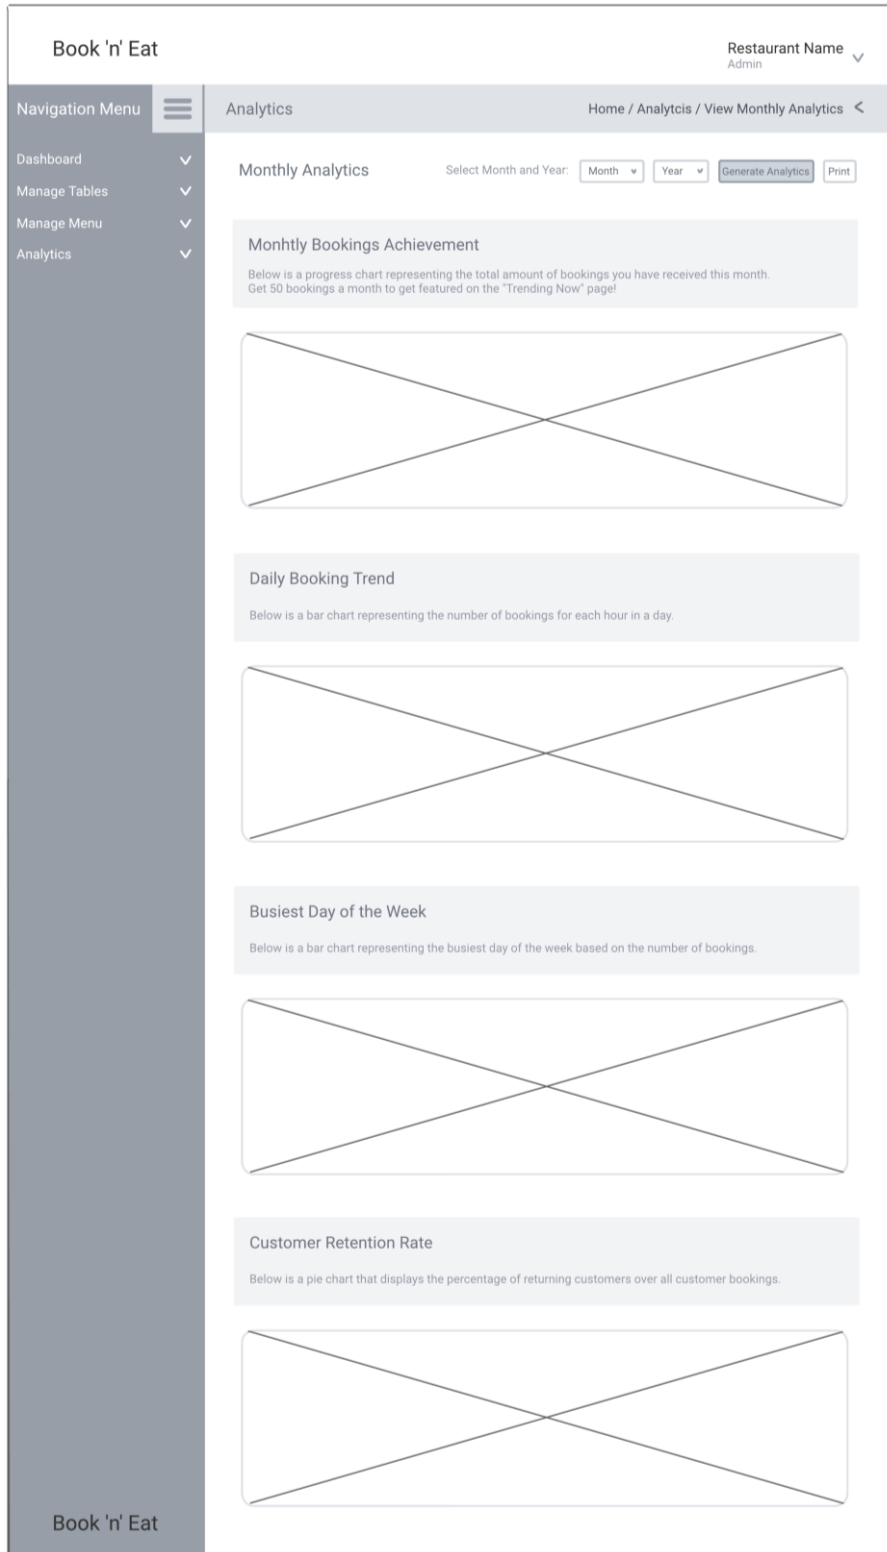 Book 'n' Eat
Restaurant Name
Admin
Navigation Menu
Analytics
Home / Analytcis / View Monthly Analytics <
Dashboard
Manage Tables
Manage Menu
Analytics
Monthly Analytics
Select Month and Year:
Month
Year
Generate Analytics
Print
Monhtly Bookings Achievement
Below is a progress chart representing the total amount of bookings you have received this month.
Get 50 bookings a month to get featured on the "Trending Now" page!
Daily Booking Trend
Below is a bar chart representing the number of bookings for each hour in a day.
Busiest Day of the Week
Below is a bar chart representing the busiest day of the week based on the number of bookings.
Customer Retention Rate
Below is a pie chart that displays the percentage of returning customers over all customer bookings.
Book 'n' Eat